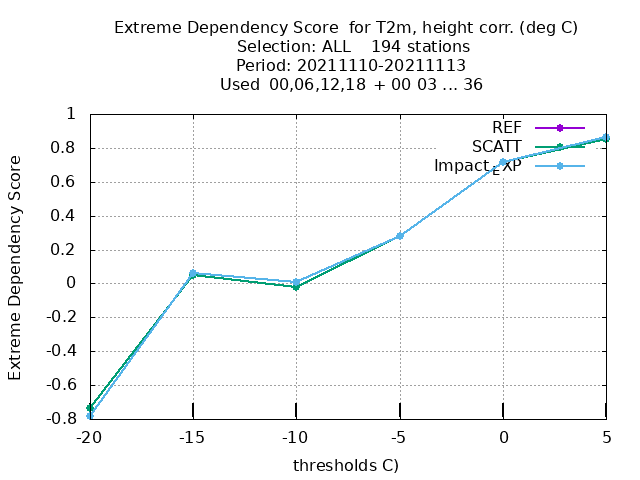 Extreme Dependency Score  for T2m, height corr. (deg C)
Selection: ALL    194 stations
Period: 20211110-20211113
Used  00,06,12,18  + 00 03 ... 36
REF
SCATT
Impact_EXP
Extreme Dependency Score
1
0.8
0.6
0.4
0.2
0
-0.2
-0.4
-0.6
-0.8
-20 -15 -10 -5 0 5
thresholds C)